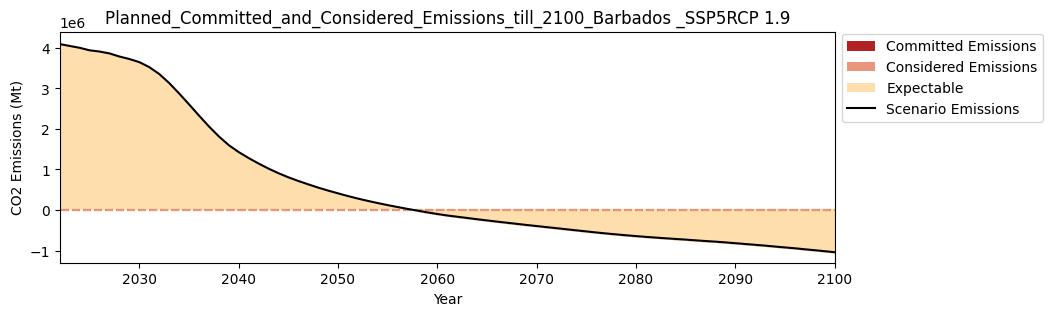 Planned_Committed_and_Considered_Emissions_till_2100_Barbados _SSP5RCP 1.9
1e6
Committed Emissions
Considered Emissions
Expectable
Scenario Emissions
CO2 Emissions (Mt)
4
3
2
1
0
−1
2030 2040 2050 2060 2070 2080 2090 2100
Year